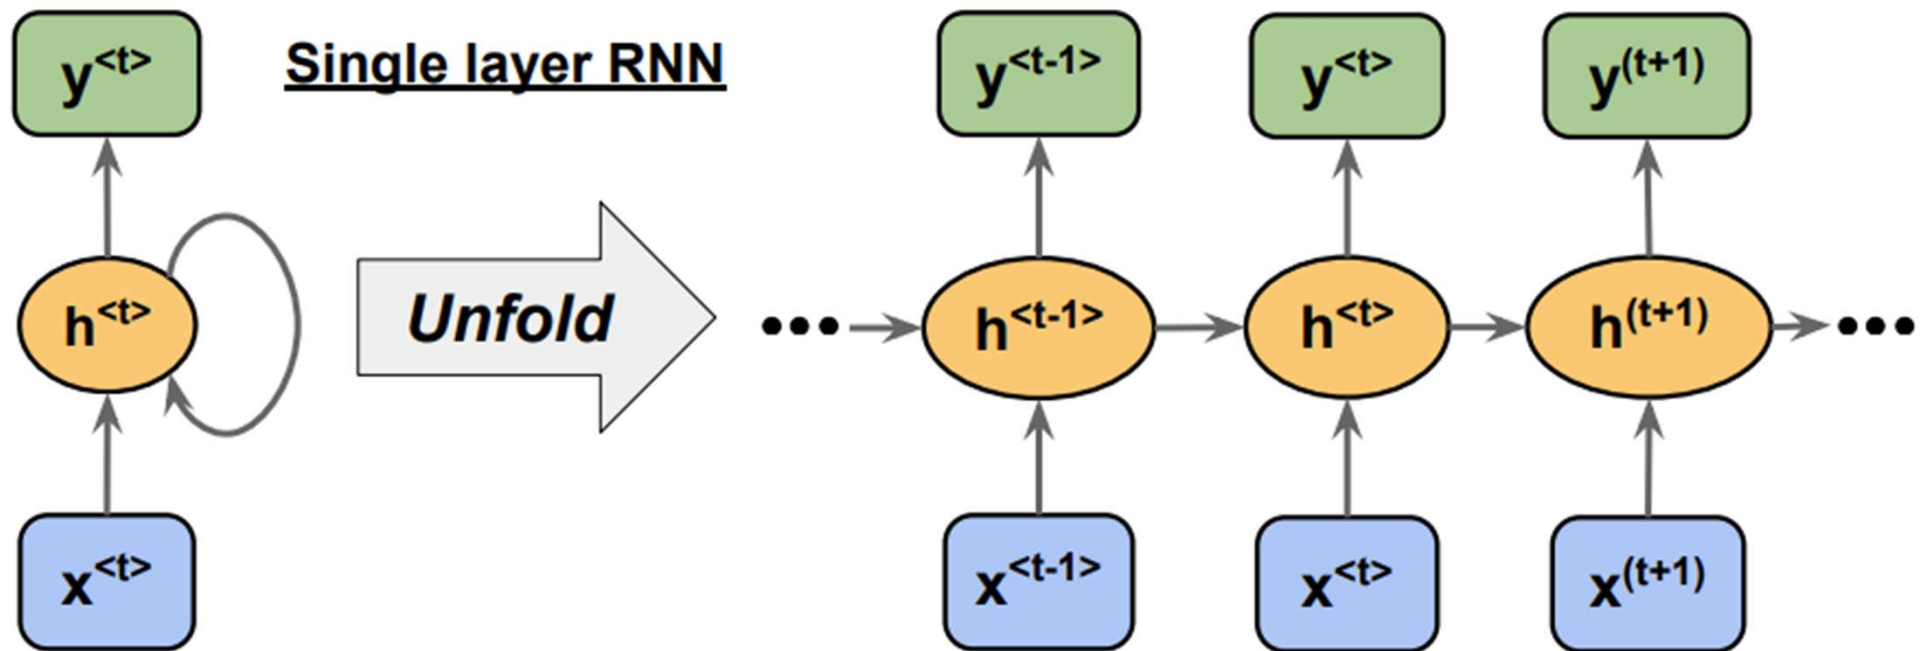 y<t>
Single layer RNN
y<t-1>
y<t>
y(t+1)
h<t>
Unfold
•••
h<t-1>
h<t>
h(t+1)
•••
x<t>
x<t-1>
x<t>
x(t+1)